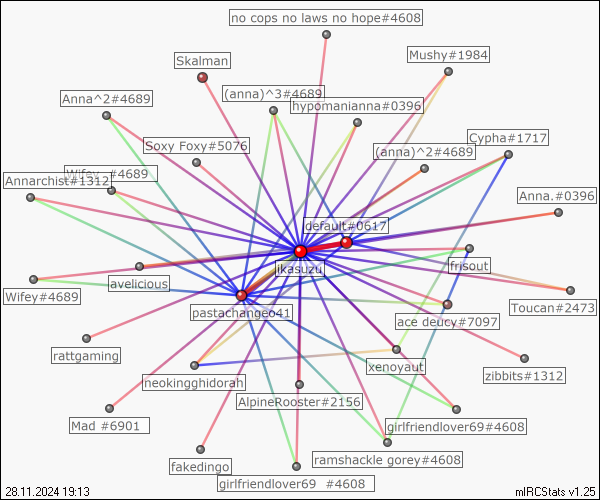 no cops no laws no hope#4608
Mushy#1984
Skalman
(anna)^3#4689
Anna^2#4689
hypomanianna#0396
Cypha#1717
Soxy Foxy#5076
(anna)^2#4689
Wifey #4689
Annarchist#1312
Anna.#0396
default#0617
frisout
ikasuzu
avelicious
Wifey#4689
Toucan#2473
pastachangeo41
ace deucy#7097
rattgaming
xenoyaut
zibbits#1312
neokingghidorah
AlpineRooster#2156
Mad #6901
girlfriendlover69#4608
fakedingo
ramshackle gorey#4608
girlfriendlover69 #4608
28.11.2024 19:13
mIRCStats v1.25